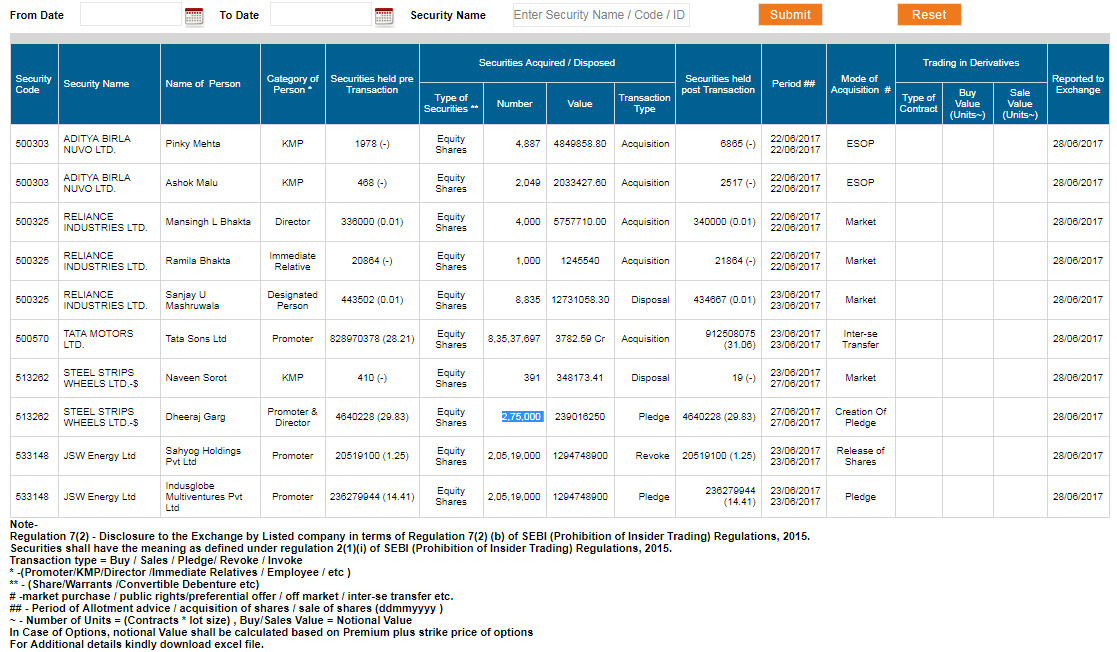 From Date To Date Security Name Enter Security Name / Code / ID Submit Reset
Security Code Security Name Name of Person Category of Person * Securities held pre Transaction Securities Acquired / Disposed Securities held post Transaction Period ## Mode of Acquisition # Trading in Derivatives Reported to Exchange
Type of Securities ** Number Value Transaction Type Type of Contract Buy Value (Units~) Sale Value (Units~)
500303 ADITYA BIRLA NUVO LTD. Pinky Mehta KMP 1978 (-) Equity Shares 4,887 4849858.80 Acquisition 6865 (-) 22/06/2017 22/06/2017 ESOP 28/06/2017
500303 ADITYA BIRLA NUVO LTD. Ashok Malu KMP 468 (-) Equity Shares 2,049 2033427.60 Acquisition 2517 (-) 22/06/2017 22/06/2017 ESOP 28/06/2017
500325 RELIANCE INDUSTRIES LTD. Mansingh L Bhakta Director 336000 (0.01) Equity Shares 4,000 5757710.00 Acquisition 340000 (0.01) 22/06/2017 22/06/2017 Market 28/06/2017
500325 RELIANCE INDUSTRIES LTD. Ramila Bhakta Immediate Relative 20864 (-) Equity Shares 1,000 1245540 Acquisition 21864 (-) 22/06/2017 22/06/2017 Market 28/06/2017
500325 RELIANCE INDUSTRIES LTD. Sanjay U Mashruwala Designated Person 443502 (0.01) Equity Shares 8,835 12731058.30 Disposal 434667 (0.01) 23/06/2017 23/06/2017 Market 28/06/2017
500570 TATA MOTORS LTD. Tata Sons Ltd Promoter 828970378 (28.21) Equity Shares 8,35,37,697 3782.59 Cr Acquisition 912508075 (31.06) 23/06/2017 23/06/2017 Inter-se Transfer 28/06/2017
513262 STEEL STRIPS WHEELS LTD.-$ Naveen Sorot KMP 410 (-) Equity Shares 391 348173.41 Disposal 19 (-) 23/06/2017 27/06/2017 Market 28/06/2017
513262 STEEL STRIPS WHEELS LTD.-$ Dheeraj Garg Promoter & Director 4640228 (29.83) Equity Shares 2,75,000 239016250 Pledge 4640228 (29.83) 27/06/2017 27/06/2017 Creation Of Pledge 28/06/2017
533148 JSW Energy Ltd Sahyog Holdings Pvt Ltd Promoter 20519100 (1.25) Equity Shares 2,05,19,000 1294748900 Revoke 20519100 (1.25) 23/06/2017 23/06/2017 Release of Shares 28/06/2017
533148 JSW Energy Ltd Indusglobe Multiventures Pvt Ltd Promoter 236279944 (14.41) Equity Shares 2,05,19,000 1294748900 Pledge 236279944 (14.41) 23/06/2017 23/06/2017 Pledge 28/06/2017
Note-
Regulation 7(2) - Disclosure to the Exchange by Listed company in terms of Regulation 7(2) (b) of SEBI (Prohibition of Insider Trading) Regulations, 2015.
Securities shall have the meaning as defined under regulation 2(1)(i) of SEBI (Prohibition of Insider Trading) Regulations, 2015.
Transaction type = Buy / Sales / Pledge/ Revoke / Invoke
* -(Promoter/KMP/Director /Immediate Relatives / Employee / etc )
** - (Share/Warrants /Convertible Debenture etc)
# -market purchase / public rights/preferential offer / off market / inter-se transfer etc.
## - Period of Allotment advice / acquisition of shares / sale of shares (ddmmyyyy )
~ - Number of Units = (Contracts * lot size) , Buy/Sales Value = Notional Value
In Case of Options, notional Value shall be calculated based on Premium plus strike price of options
For Additional details kindly download excel file.